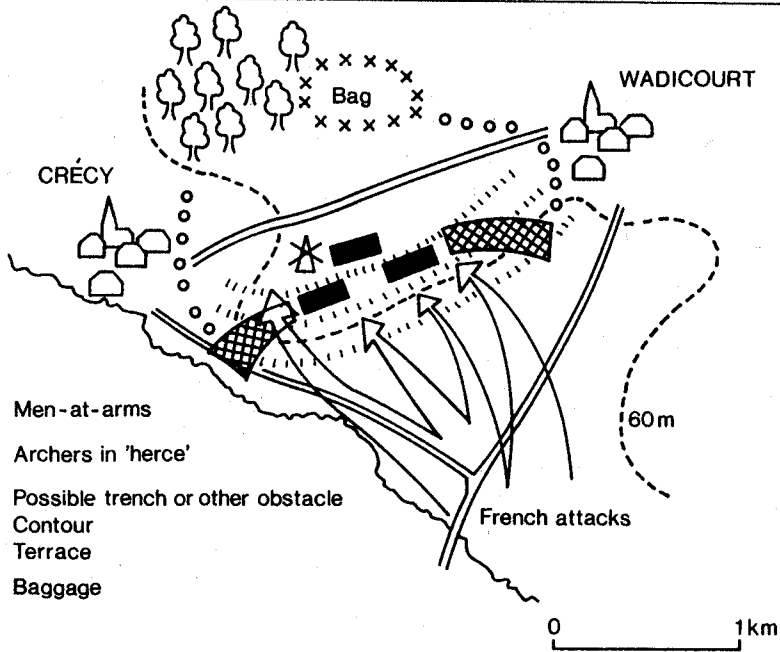 WADICOURT
Bag
CRÉCY
Men-at-arms
Archers in 'herce'
60m
Possible trench or other obstacle
Contour
French attacks
Terrace
Baggage
0 1km